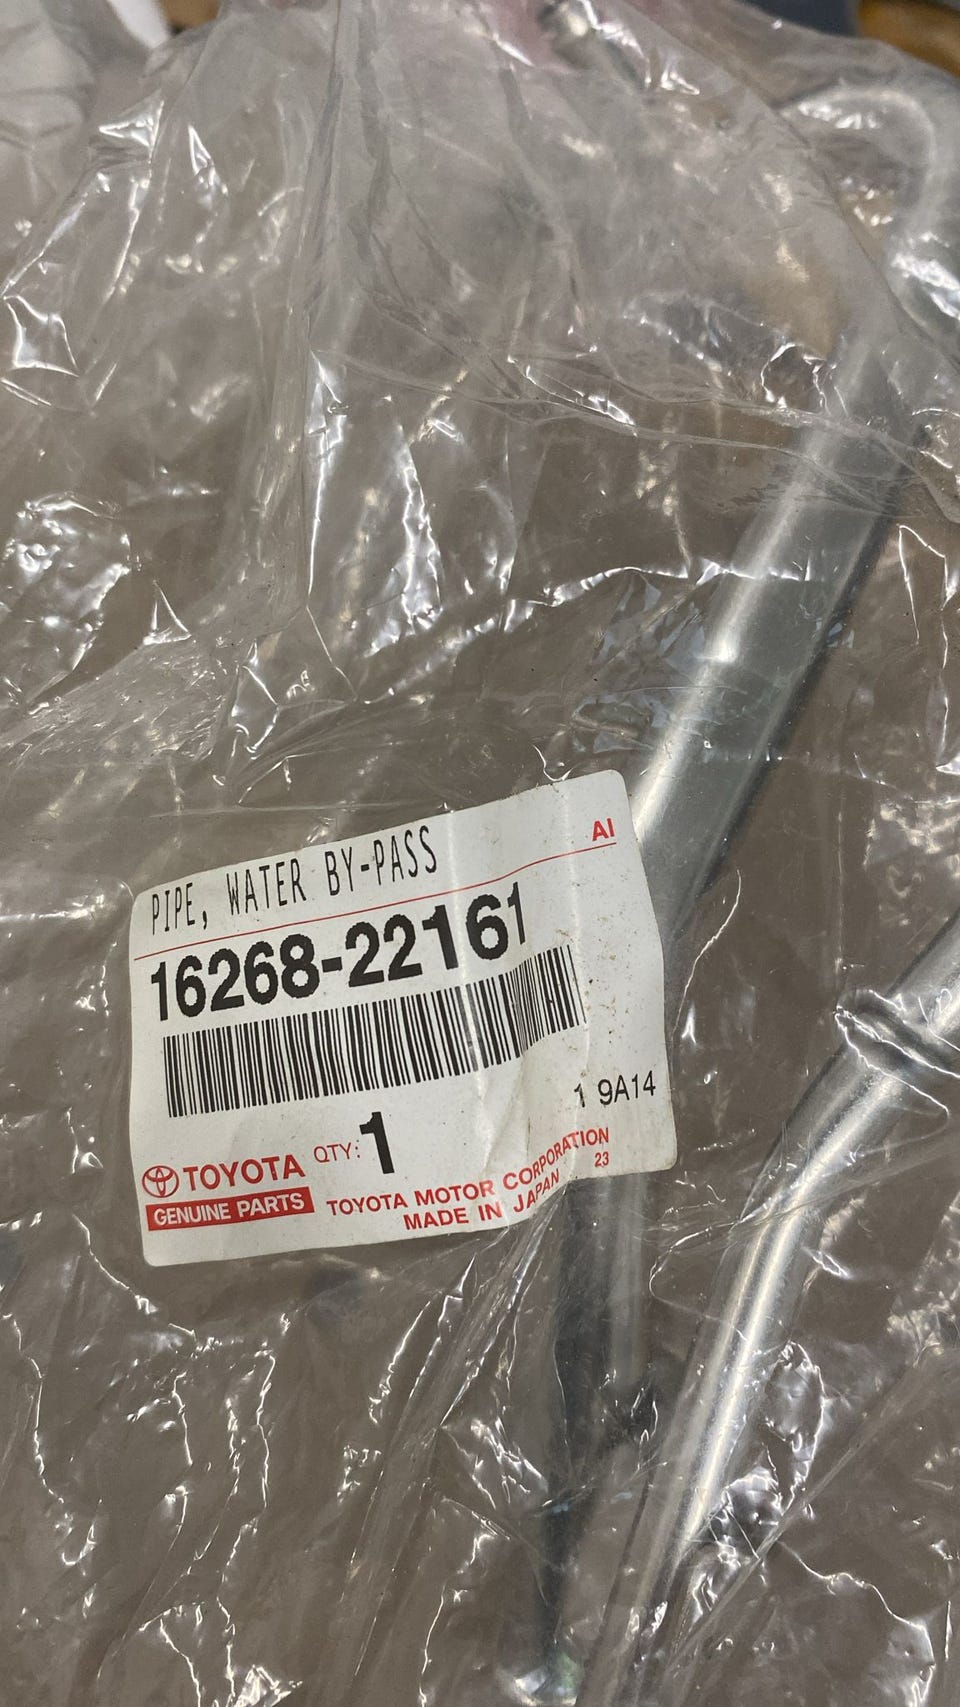 PIPE, WATER BY-PASS
AI
16268-22161
1 9A14
QTY: 1
TOYOTA
GENUINE PARTS
TOYOTA MOTOR CORPORATION
MADE IN JAPAN
23